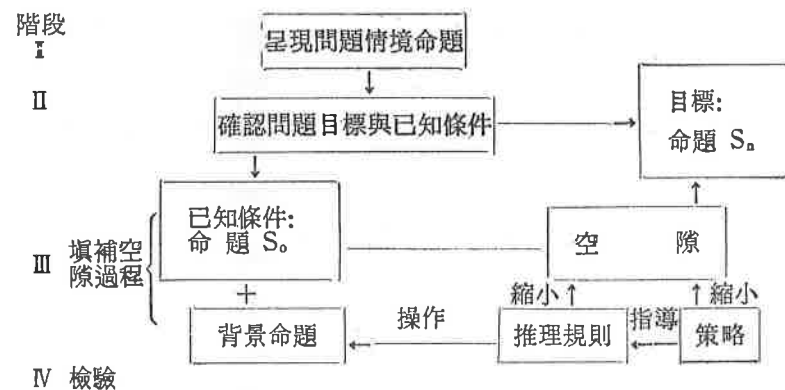 階段
Ⅰ
呈現問題情境命題
Ⅱ
確認問題目標與已知條件
目標:
命題 Sn
已知條件:
命 題 S₀
空 隙
Ⅲ 填補空
隙過程
+
縮小
縮小
背景命題
操作
推理規則
指導
策略
Ⅳ 檢驗